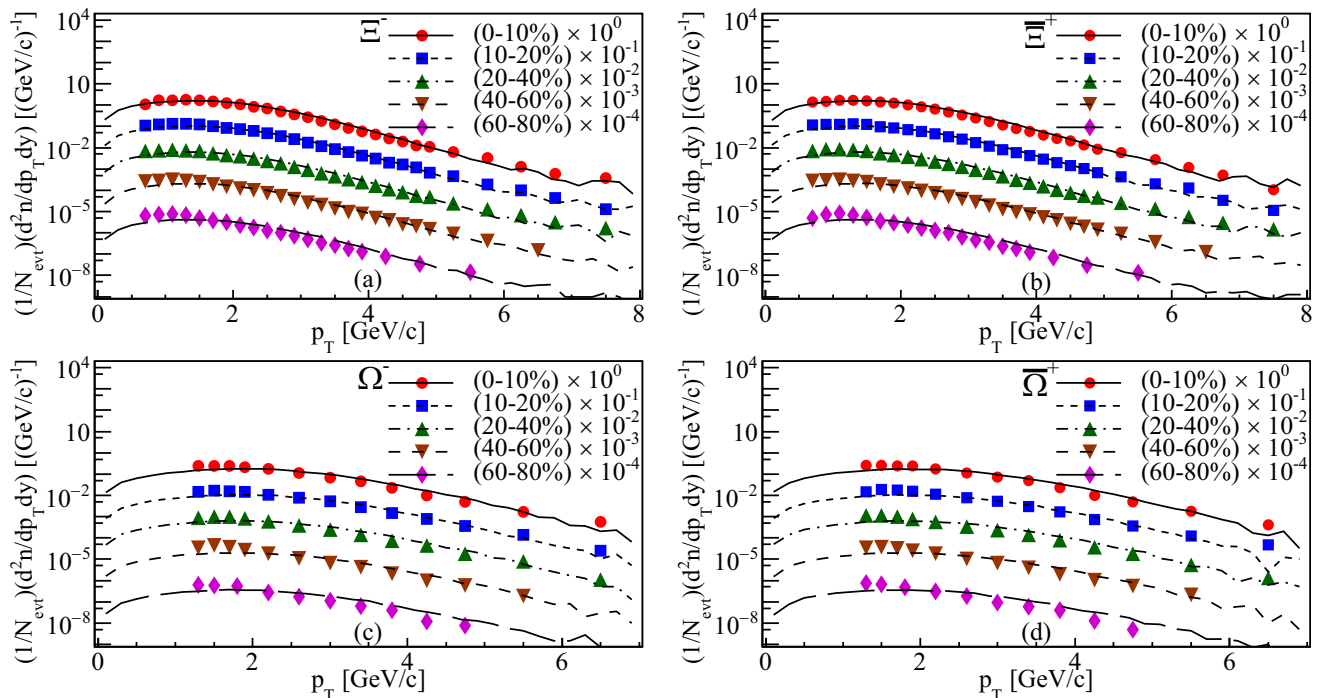 (1/N_evt)(d²n/dp_T dy) [(GeV/c)⁻¹]
10⁴
10
10⁻²
10⁻⁵
10⁻⁸
Ξ⁻
(0-10%) × 10⁰
(10-20%) × 10⁻¹
(20-40%) × 10⁻²
(40-60%) × 10⁻³
(60-80%) × 10⁻⁴
(a)
0 2 4 6 8
p_T [GeV/c]
(1/N_evt)(d²n/dp_T dy) [(GeV/c)⁻¹]
10⁴
10
10⁻²
10⁻⁵
10⁻⁸
Ξ̅⁺
(0-10%) × 10⁰
(10-20%) × 10⁻¹
(20-40%) × 10⁻²
(40-60%) × 10⁻³
(60-80%) × 10⁻⁴
(b)
0 2 4 6 8
p_T [GeV/c]
(1/N_evt)(d²n/dp_T dy) [(GeV/c)⁻¹]
10⁴
10
10⁻²
10⁻⁵
10⁻⁸
Ω⁻
(0-10%) × 10⁰
(10-20%) × 10⁻¹
(20-40%) × 10⁻²
(40-60%) × 10⁻³
(60-80%) × 10⁻⁴
(c)
0 2 4 6
p_T [GeV/c]
(1/N_evt)(d²n/dp_T dy) [(GeV/c)⁻¹]
10⁴
10
10⁻²
10⁻⁵
10⁻⁸
Ω̅⁺
(0-10%) × 10⁰
(10-20%) × 10⁻¹
(20-40%) × 10⁻²
(40-60%) × 10⁻³
(60-80%) × 10⁻⁴
(d)
0 2 4 6
p_T [GeV/c]